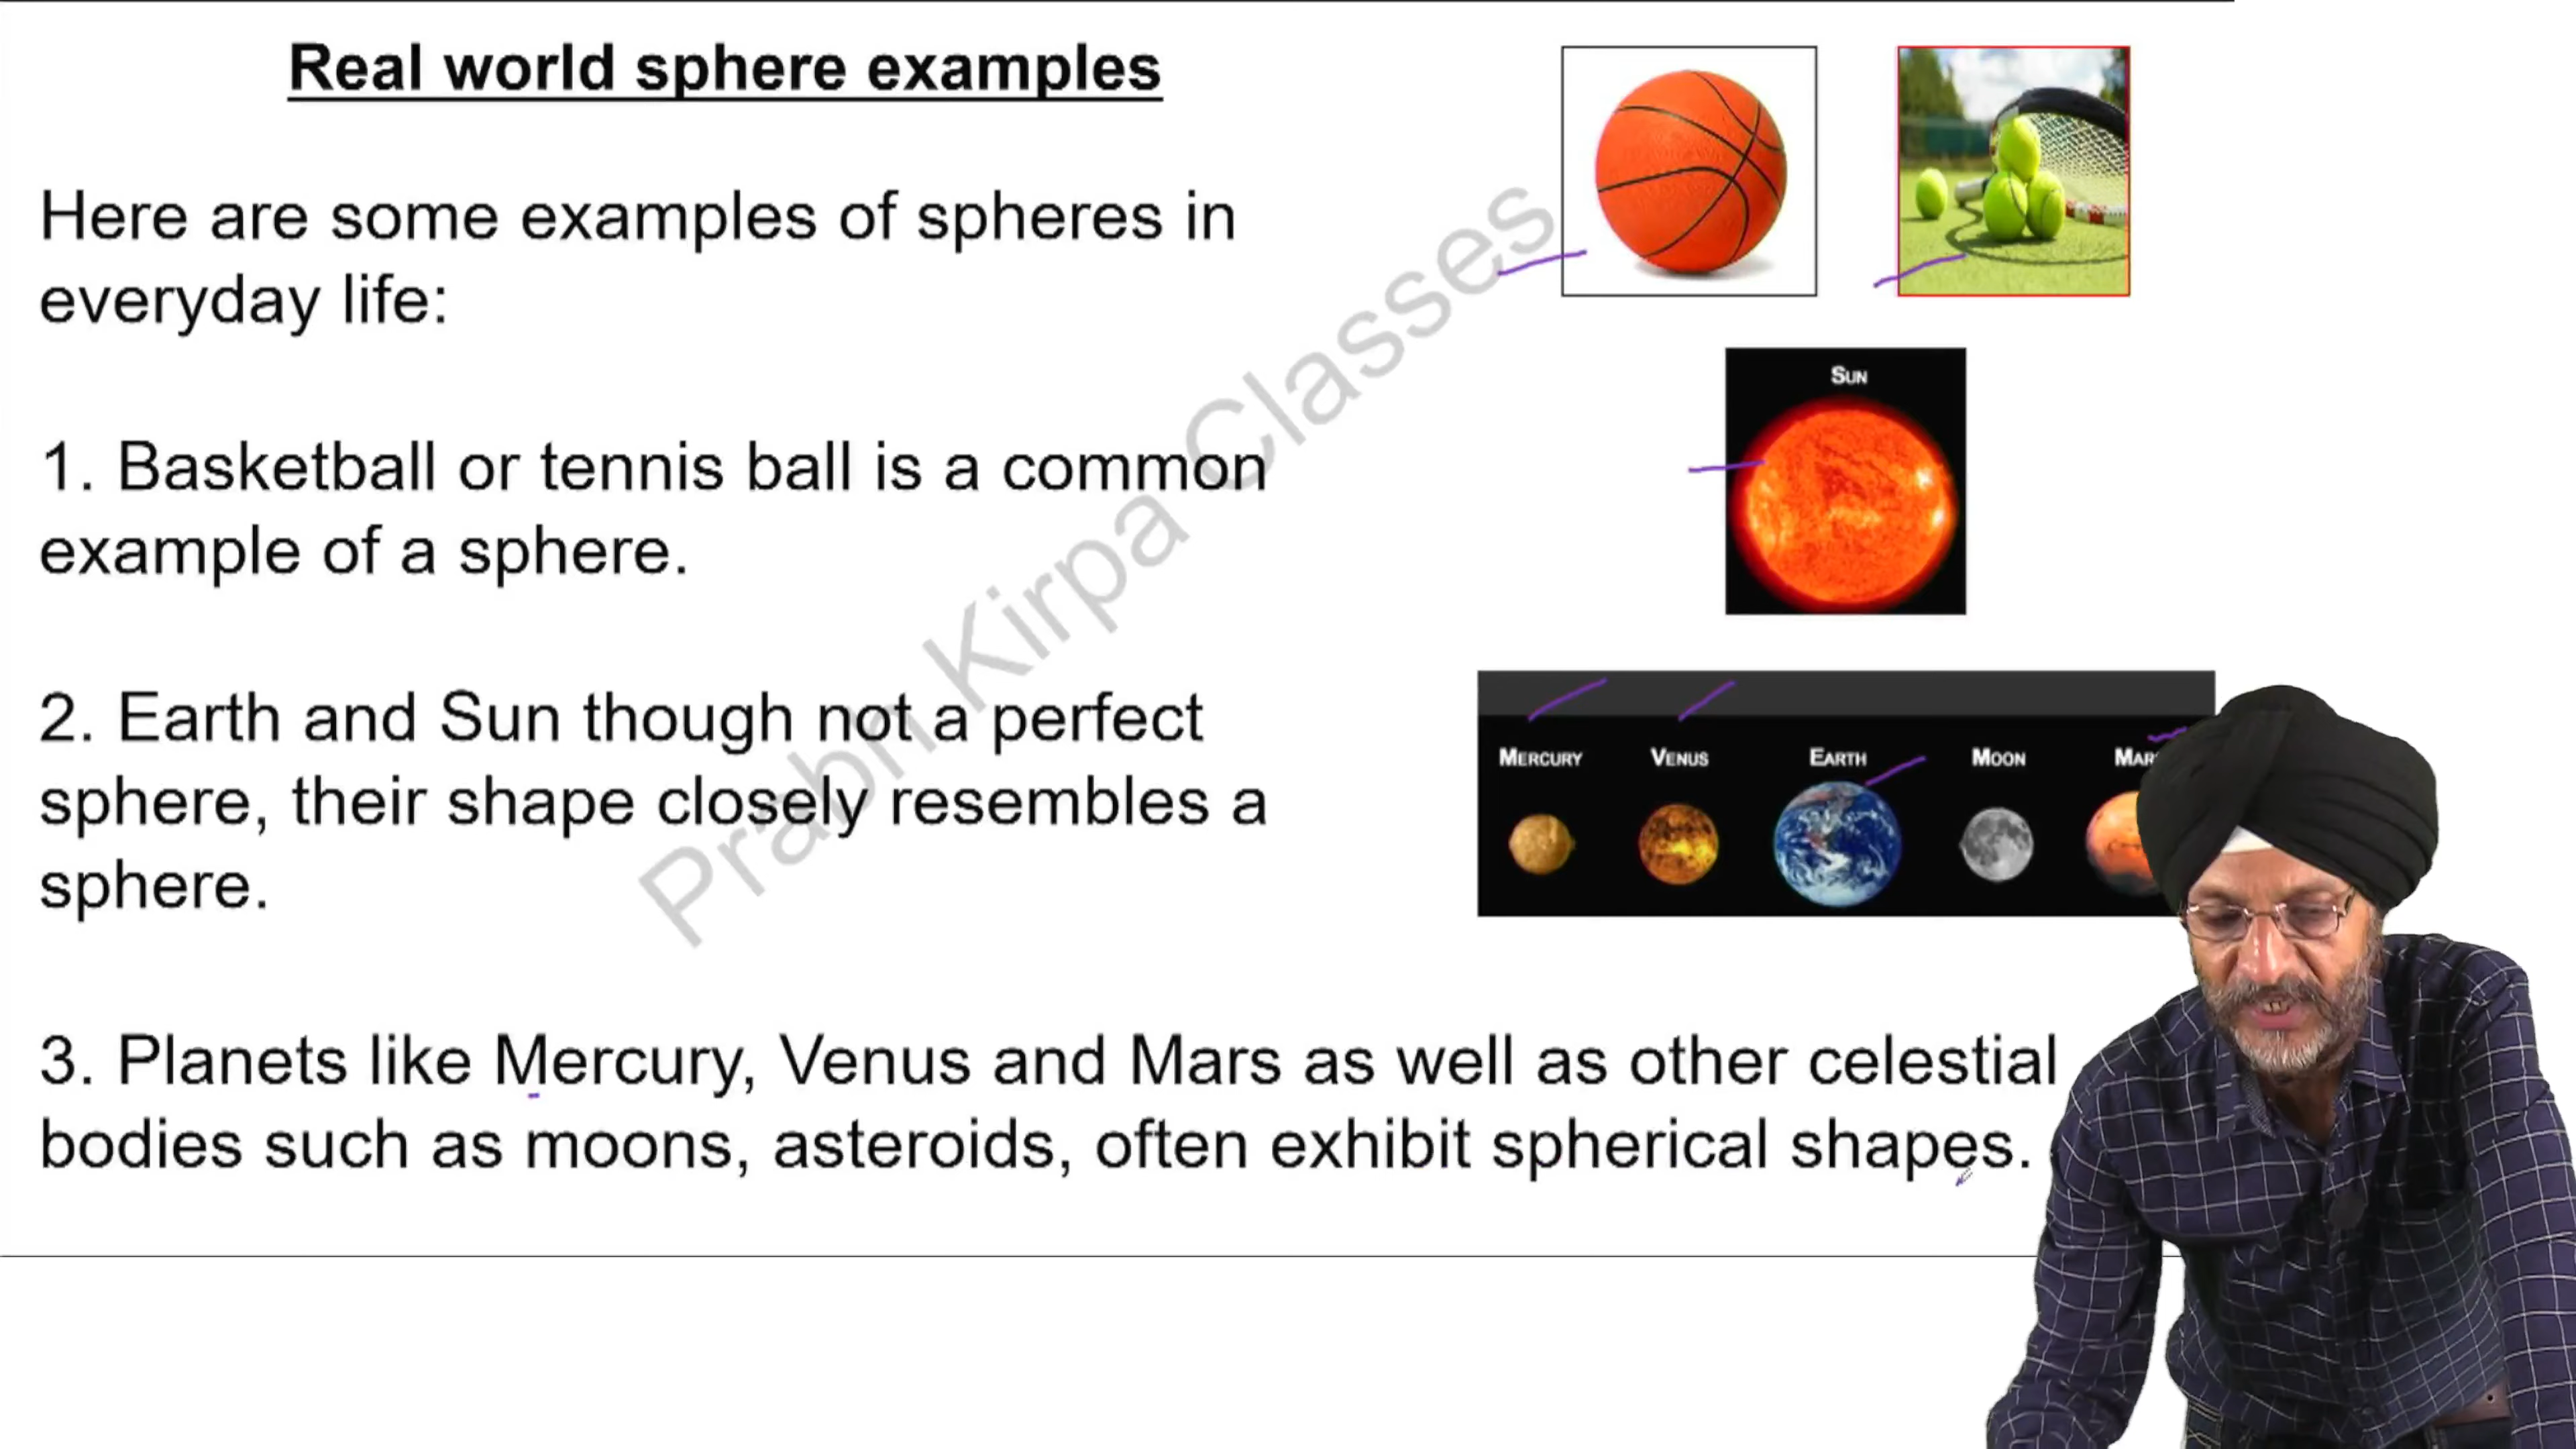 Real world sphere examples
Here are some examples of spheres in
everyday life:
1. Basketball or tennis ball is a common
example of a sphere.
2. Earth and Sun though not a perfect
sphere, their shape closely resembles a
sphere.
3. Planets like Mercury, Venus and Mars as well as other celestial
bodies such as moons, asteroids, often exhibit spherical shapes.
SUN
MERCURY VENUS EARTH MOON MAR
Prabh Kirpa Classes